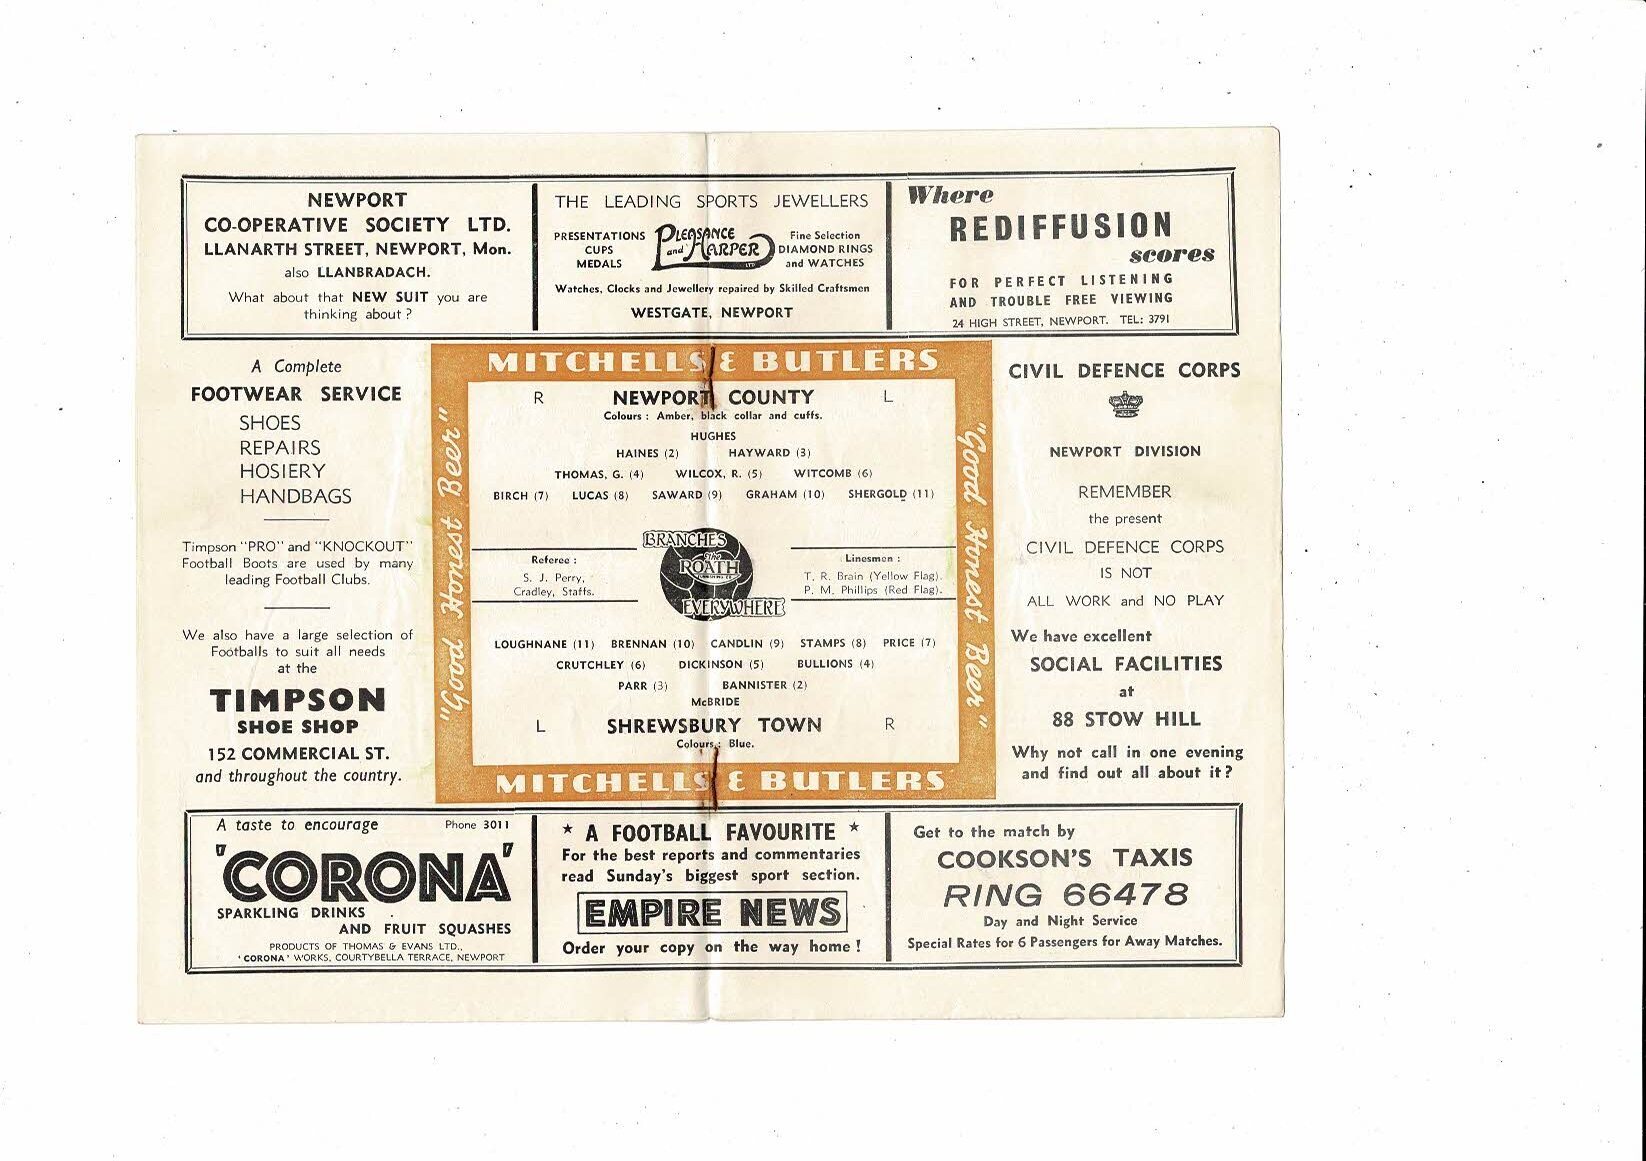 NEWPORT
CO-OPERATIVE SOCIETY LTD.
LLANARTH STREET, NEWPORT, Mon.
also LLANBRADACH.
What about that NEW SUIT you are
thinking about ?
THE LEADING SPORTS JEWELLERS
PRESENTATIONS
CUPS
MEDALS
PLEASANCE
and HARPER
LTD
Fine Selection
DIAMOND RINGS
and WATCHES
Watches, Clocks and Jewellery repaired by Skilled Craftsmen
WESTGATE, NEWPORT
Where
REDIFFUSION
scores
FOR PERFECT LISTENING
AND TROUBLE FREE VIEWING
24 HIGH STREET, NEWPORT. TEL: 3791
A Complete
FOOTWEAR SERVICE
SHOES
REPAIRS
HOSIERY
HANDBAGS
Timpson "PRO" and "KNOCKOUT"
Football Boots are used by many
leading Football Clubs.
We also have a large selection of
Footballs to suit all needs
at the
TIMPSON
SHOE SHOP
152 COMMERCIAL ST.
and throughout the country.
MITCHELLS & BUTLERS
"Good Honest Beer"
R NEWPORT COUNTY L
Colours : Amber, black collar and cuffs.
HUGHES
HAINES (2) HAYWARD (3)
THOMAS, G. (4) WILCOX, R. (5) WITCOMB (6)
BIRCH (7) LUCAS (8) SAWARD (9) GRAHAM (10) SHERGOLD (11)
Referee :
S. J. Perry,
Cradley, Staffs.
BRANCHES
The
ROATH
FURNISHING CO
EVERYWHERE
Linesmen :
T. R. Brain (Yellow Flag).
P. M. Phillips (Red Flag).
LOUGHNANE (11) BRENNAN (10) CANDLIN (9) STAMPS (8) PRICE (7)
CRUTCHLEY (6) DICKINSON (5) BULLIONS (4)
PARR (3) BANNISTER (2)
McBRIDE
L SHREWSBURY TOWN R
Colours : Blue.
"Good Honest Beer"
MITCHELLS & BUTLERS
CIVIL DEFENCE CORPS
NEWPORT DIVISION
REMEMBER
the present
CIVIL DEFENCE CORPS
IS NOT
ALL WORK and NO PLAY
We have excellent
SOCIAL FACILITIES
at
88 STOW HILL
Why not call in one evening
and find out all about it ?
A taste to encourage Phone 3011
'CORONA'
SPARKLING DRINKS
AND FRUIT SQUASHES
PRODUCTS OF THOMAS & EVANS LTD.,
'CORONA' WORKS, COURTYBELLA TERRACE, NEWPORT
* A FOOTBALL FAVOURITE *
For the best reports and commentaries
read Sunday's biggest sport section.
EMPIRE NEWS
Order your copy on the way home !
Get to the match by
COOKSON'S TAXIS
RING 66478
Day and Night Service
Special Rates for 6 Passengers for Away Matches.